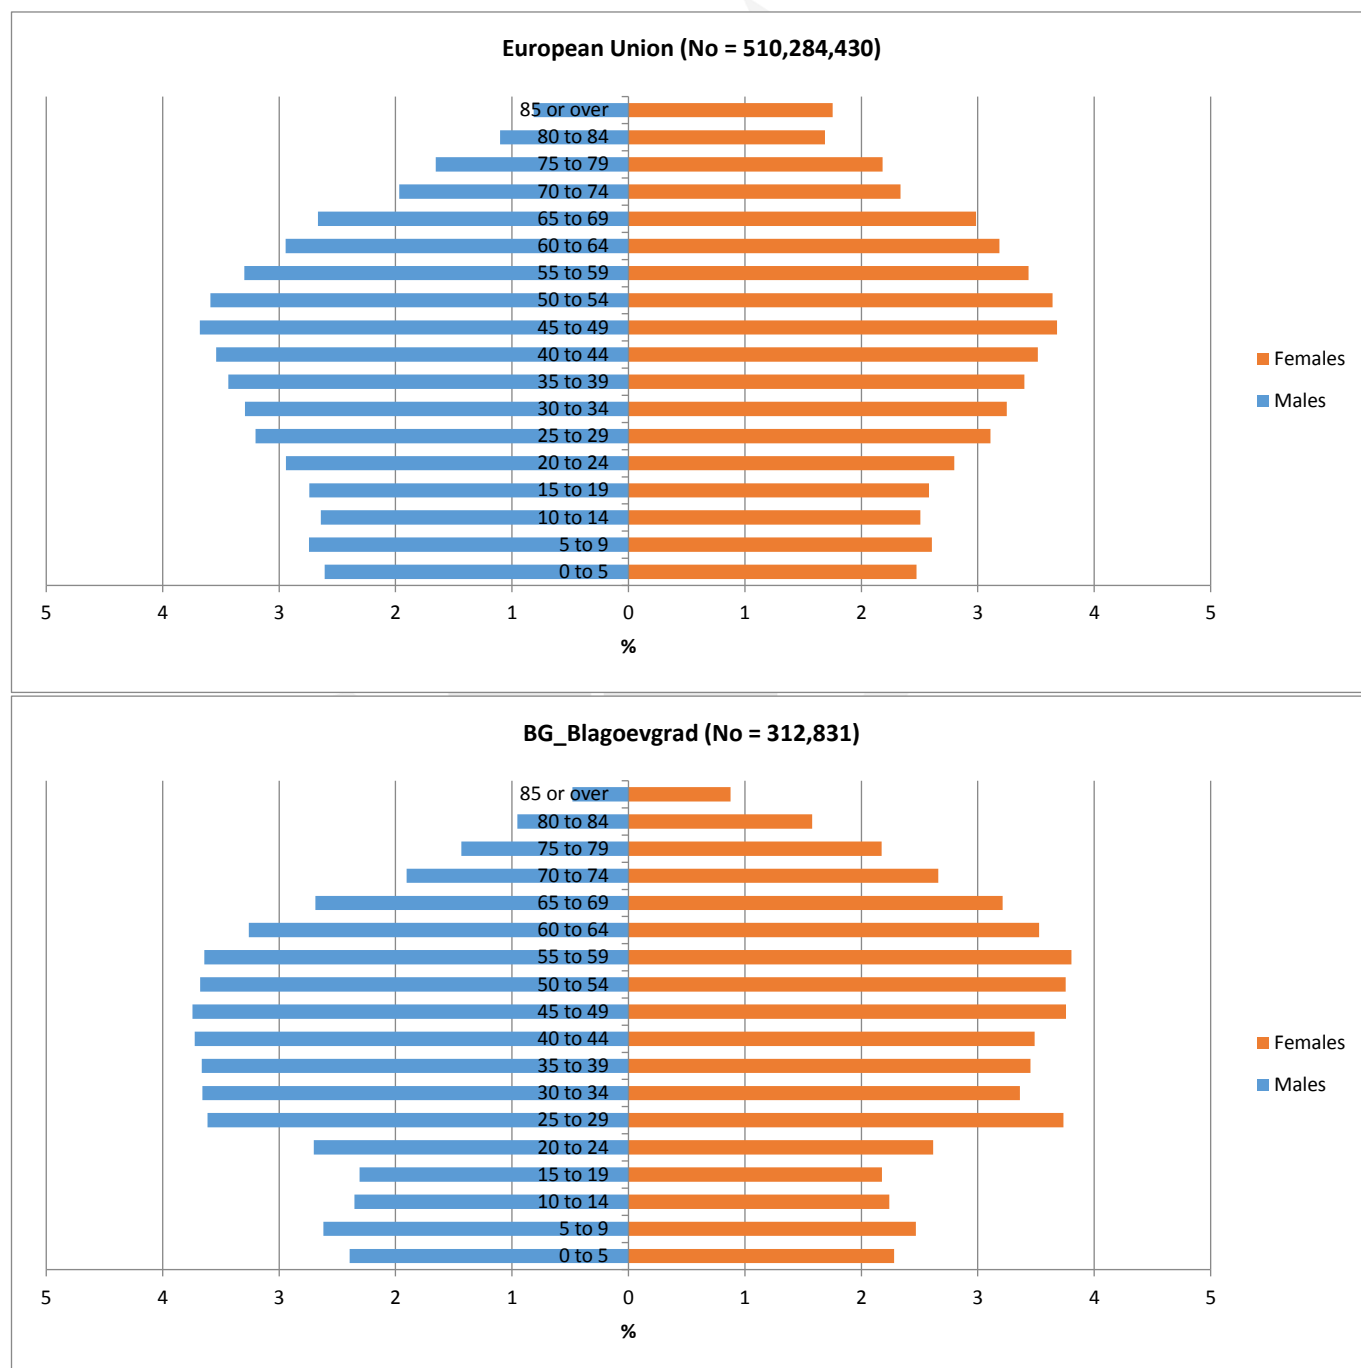 European Union (No = 510,284,430)
85 or over
80 to 84
75 to 79
70 to 74
65 to 69
60 to 64
55 to 59
50 to 54
45 to 49
40 to 44
35 to 39
30 to 34
25 to 29
20 to 24
15 to 19
10 to 14
5 to 9
0 to 5
5 4 3 2 1 0 1 2 3 4 5
%
Females
Males
BG_Blagoevgrad (No = 312,831)
85 or over
80 to 84
75 to 79
70 to 74
65 to 69
60 to 64
55 to 59
50 to 54
45 to 49
40 to 44
35 to 39
30 to 34
25 to 29
20 to 24
15 to 19
10 to 14
5 to 9
0 to 5
5 4 3 2 1 0 1 2 3 4 5
%
Females
Males